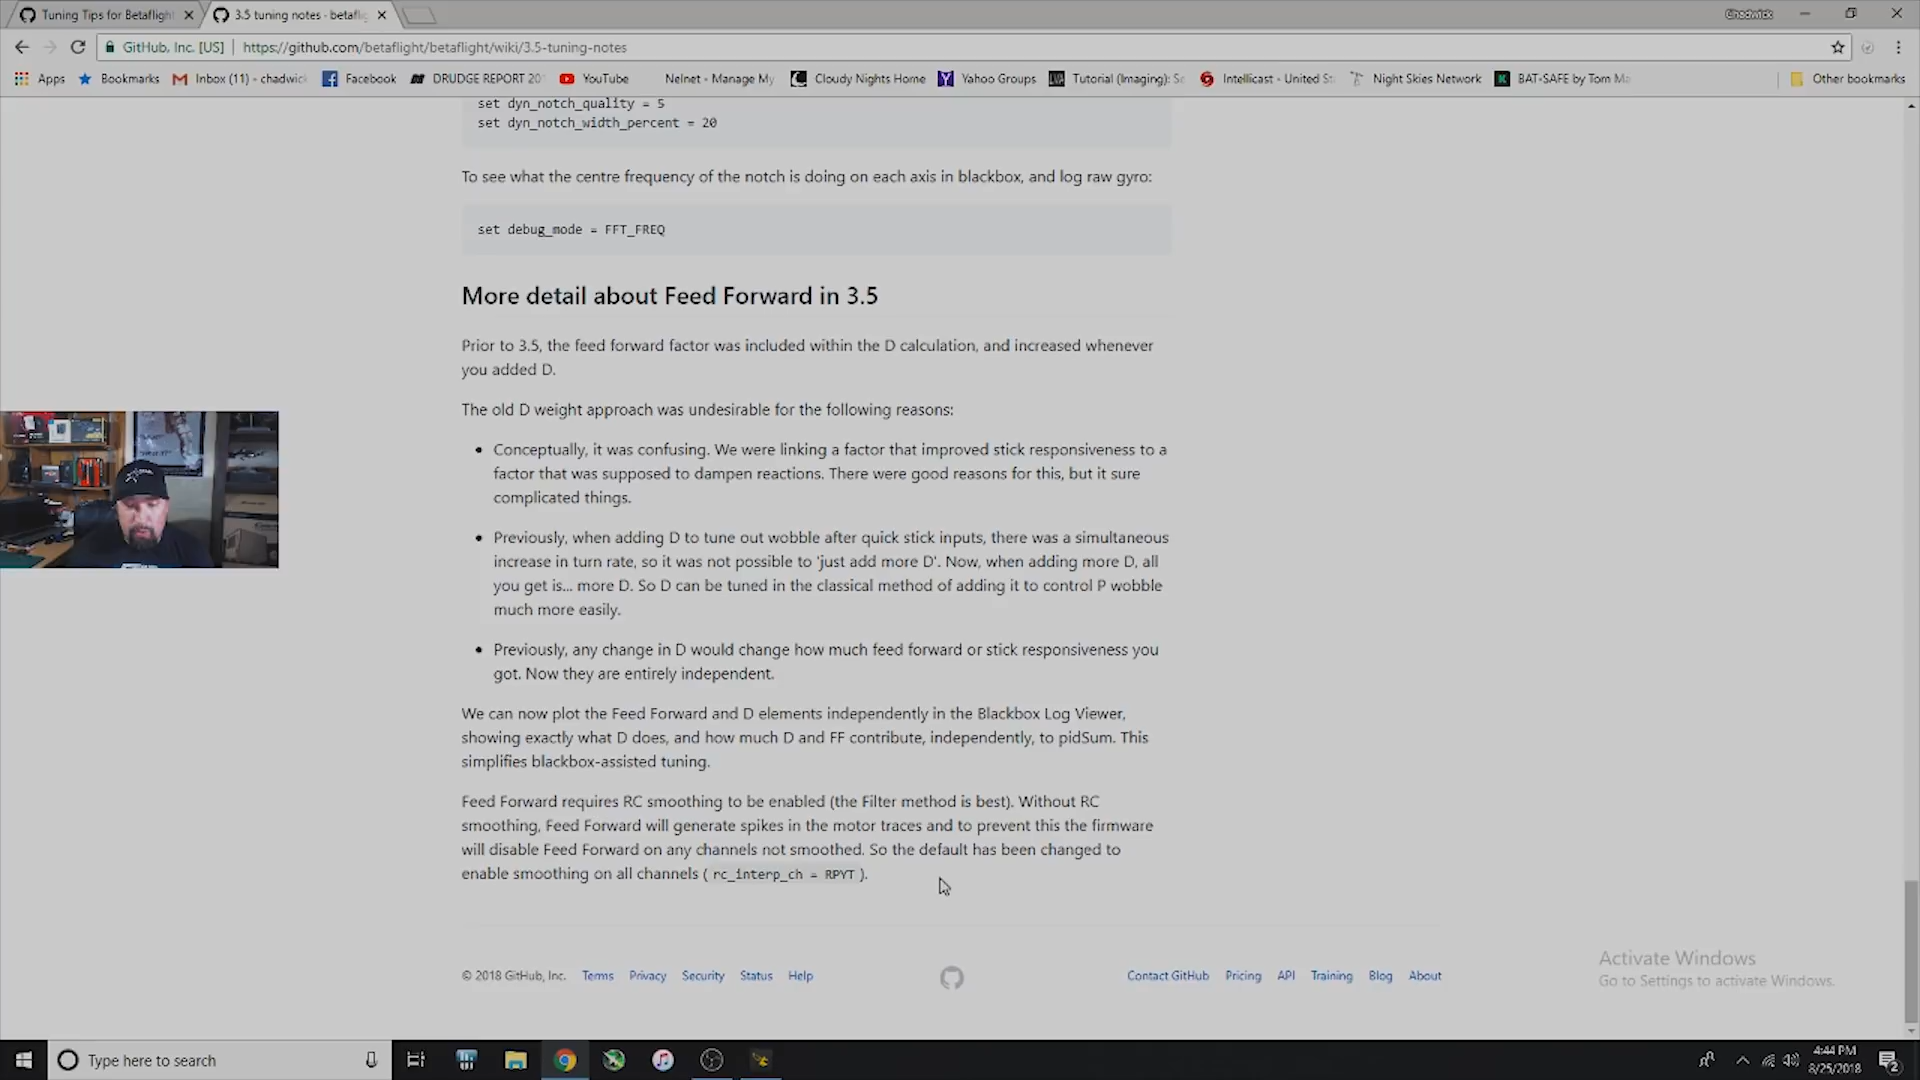 Tuning Tips for Betaflight
3.5 tuning notes · betafli
Chadwick
GitHub, Inc. [US] | https://github.com/betaflight/betaflight/wiki/3.5-tuning-notes
Apps Bookmarks Inbox (11) - chadwic Facebook DRUDGE REPORT 20 YouTube Nelnet - Manage My Cloudy Nights Home Yahoo Groups Tutorial (Imaging): Intellicast - United St Night Skies Network BAT-SAFE by Tom Ma Other bookmarks
set dyn_notch_quality = 5
set dyn_notch_width_percent = 20
To see what the centre frequency of the notch is doing on each axis in blackbox, and log raw gyro:
set debug_mode = FFT_FREQ
More detail about Feed Forward in 3.5
Prior to 3.5, the feed forward factor was included within the D calculation, and increased whenever
you added D.
The old D weight approach was undesirable for the following reasons:
• Conceptually, it was confusing. We were linking a factor that improved stick responsiveness to a
factor that was supposed to dampen reactions. There were good reasons for this, but it sure
complicated things.
• Previously, when adding D to tune out wobble after quick stick inputs, there was a simultaneous
increase in turn rate, so it was not possible to 'just add more D'. Now, when adding more D, all
you get is... more D. So D can be tuned in the classical method of adding it to control P wobble
much more easily.
• Previously, any change in D would change how much feed forward or stick responsiveness you
got. Now they are entirely independent.
We can now plot the Feed Forward and D elements independently in the Blackbox Log Viewer,
showing exactly what D does, and how much D and FF contribute, independently, to pidSum. This
simplifies blackbox-assisted tuning.
Feed Forward requires RC smoothing to be enabled (the Filter method is best). Without RC
smoothing, Feed Forward will generate spikes in the motor traces and to prevent this the firmware
will disable Feed Forward on any channels not smoothed. So the default has been changed to
enable smoothing on all channels ( rc_interp_ch = RPYT ).
© 2018 GitHub, Inc. Terms Privacy Security Status Help Contact GitHub Pricing API Training Blog About
Activate Windows
Go to Settings to activate Windows.
Type here to search
4:44 PM
8/25/2018
2